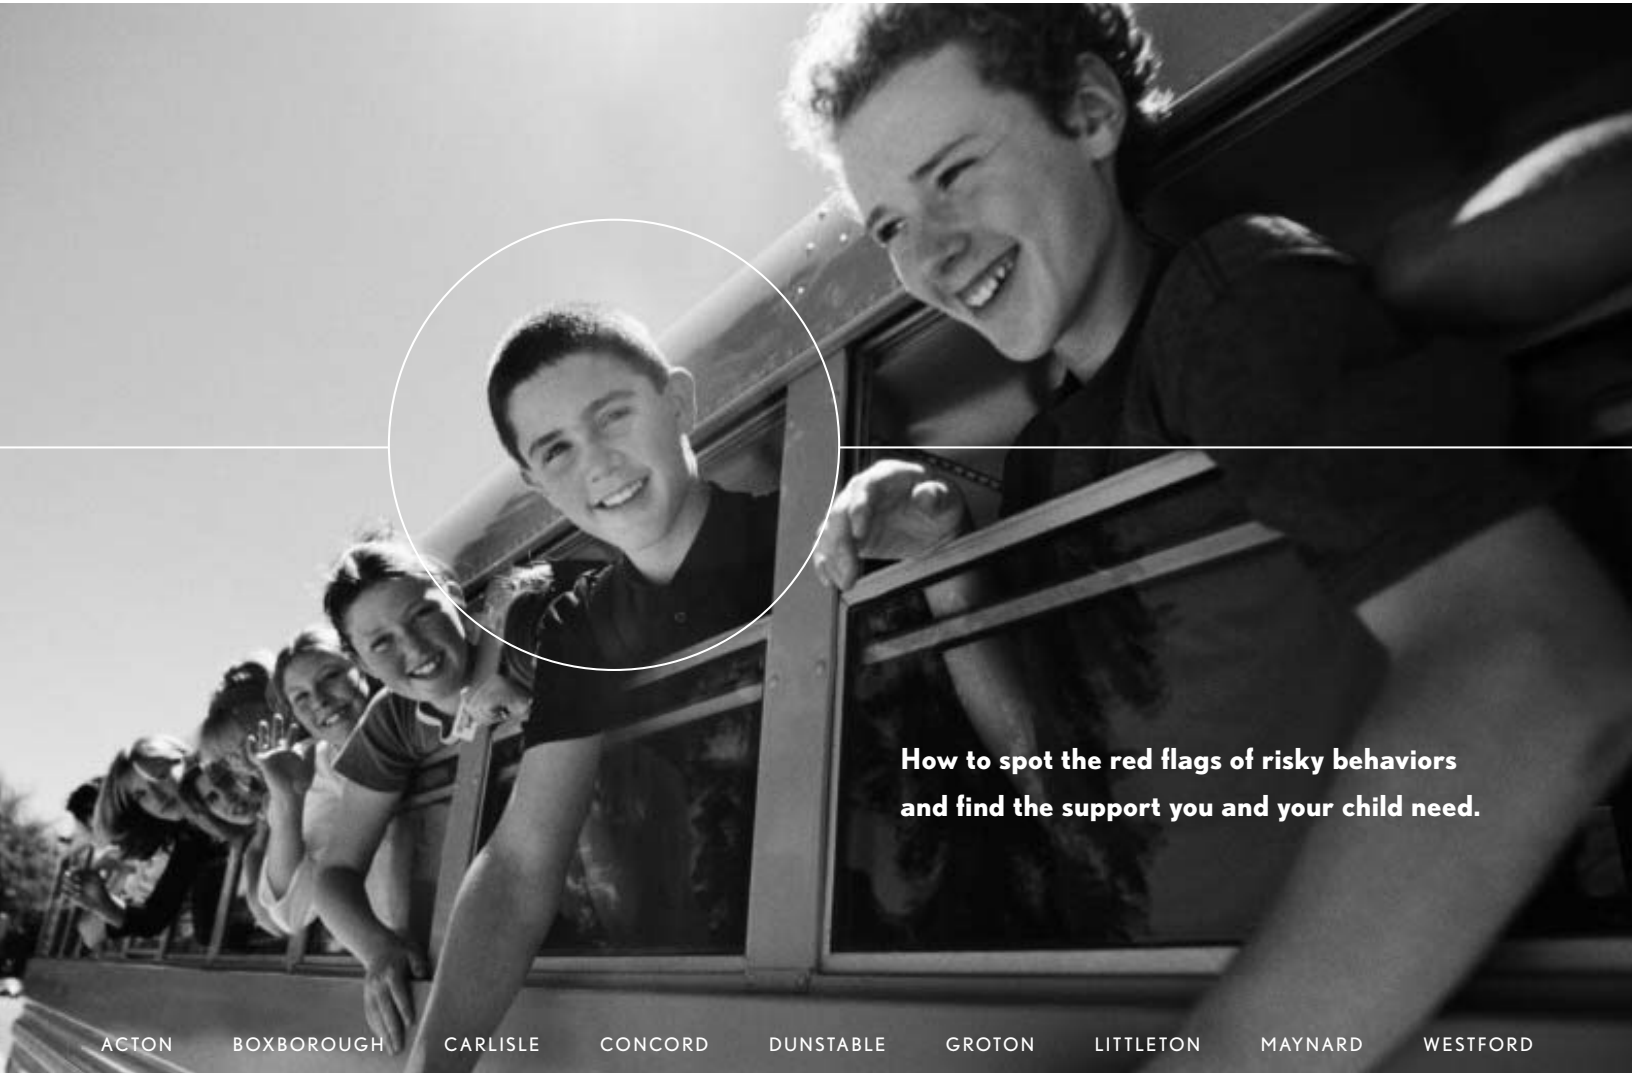 How to spot the red flags of risky behaviors
and find the support you and your child need.
ACTON BOXBOROUGH CARLISLE CONCORD DUNSTABLE GROTON LITTLETON MAYNARD WESTFORD